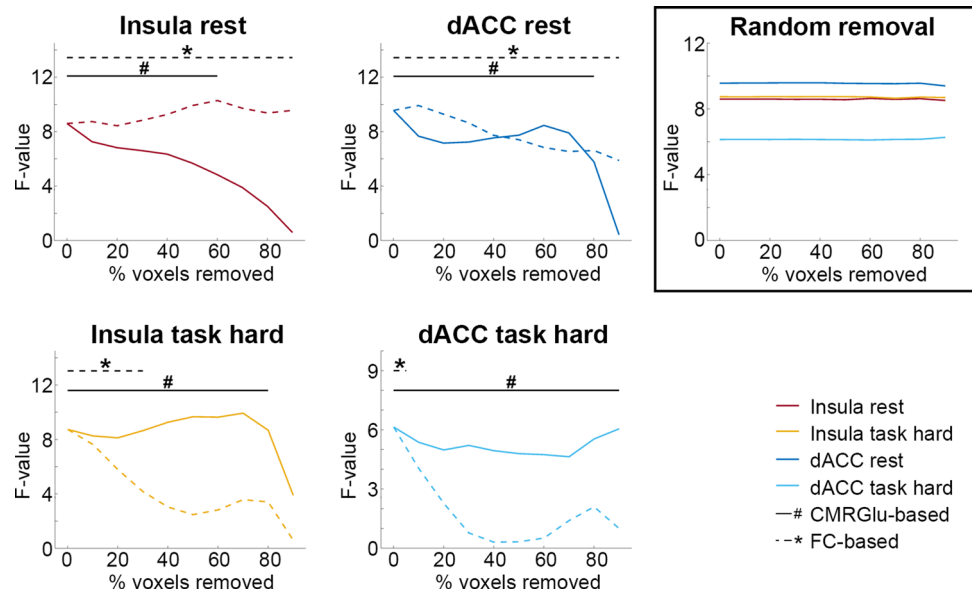 Insula rest
*
#
12
8
4
0
F-value
0 20 40 60 80
% voxels removed
dACC rest
*
#
12
8
4
0
F-value
0 20 40 60 80
% voxels removed
Random removal
12
8
4
0
F-value
0 20 40 60 80
% voxels removed
Insula task hard
*
#
12
8
4
0
F-value
0 20 40 60 80
% voxels removed
dACC task hard
*
#
9
6
3
0
F-value
0 20 40 60 80
% voxels removed
Insula rest
Insula task hard
dACC rest
dACC task hard
# CMRGlu-based
* FC-based